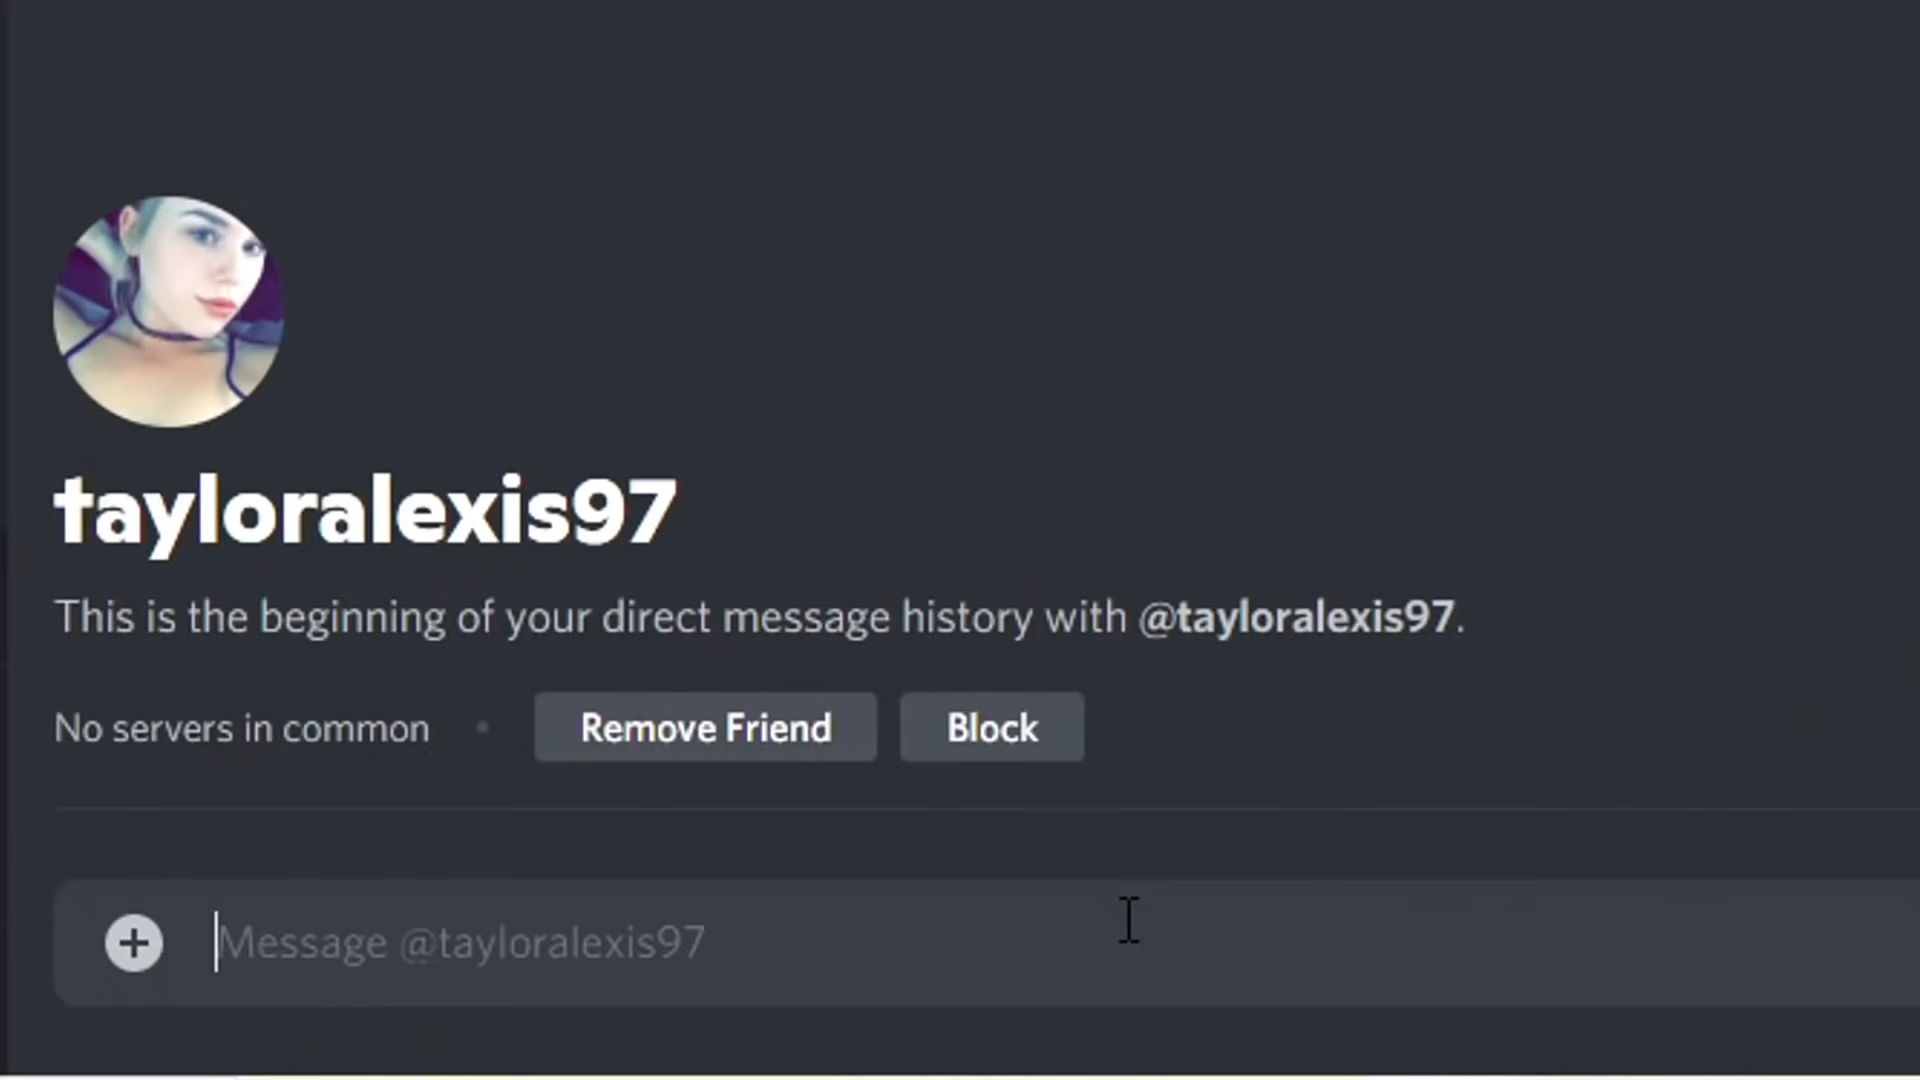 tayloralexis97
This is the beginning of your direct message history with @tayloralexis97.
No servers in common • Remove Friend Block
Message @tayloralexis97